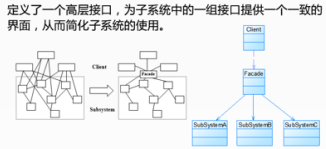 定义了一个高层接口，为子系统中的一组接口提供一个一致的
界面，从而简化子系统的使用。
Client
Client
Facade
Facade
Subsystem
SubSystemA
SubSystemB
SubSystemC